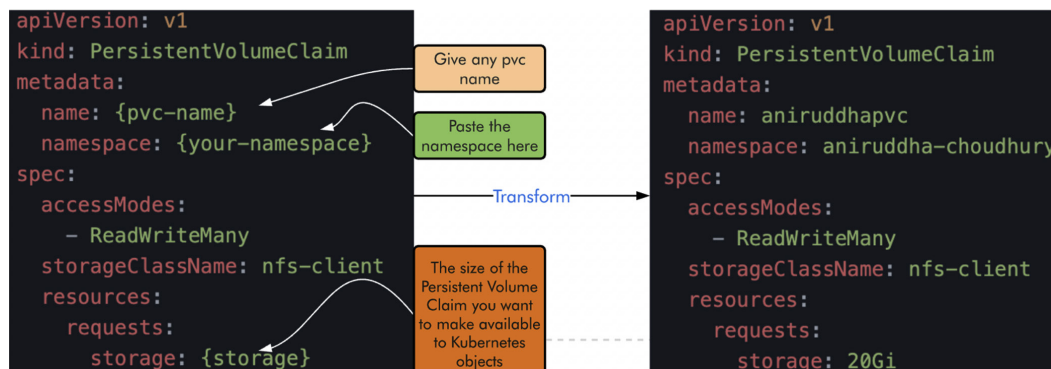 apiVersion: v1
kind: PersistentVolumeClaim
metadata:
  name: {pvc-name}
  namespace: {your-namespace}
spec:
  accessModes:
    - ReadWriteMany
  storageClassName: nfs-client
  resources:
    requests:
      storage: {storage}
Give any pvc
name
Paste the
namespace here
Transform
The size of the
Persistent Volume
Claim you want
to make available
to Kubernetes
objects
apiVersion: v1
kind: PersistentVolumeClaim
metadata:
  name: aniruddhapvc
  namespace: aniruddha-choudhury
spec:
  accessModes:
    - ReadWriteMany
  storageClassName: nfs-client
  resources:
    requests:
      storage: 20Gi